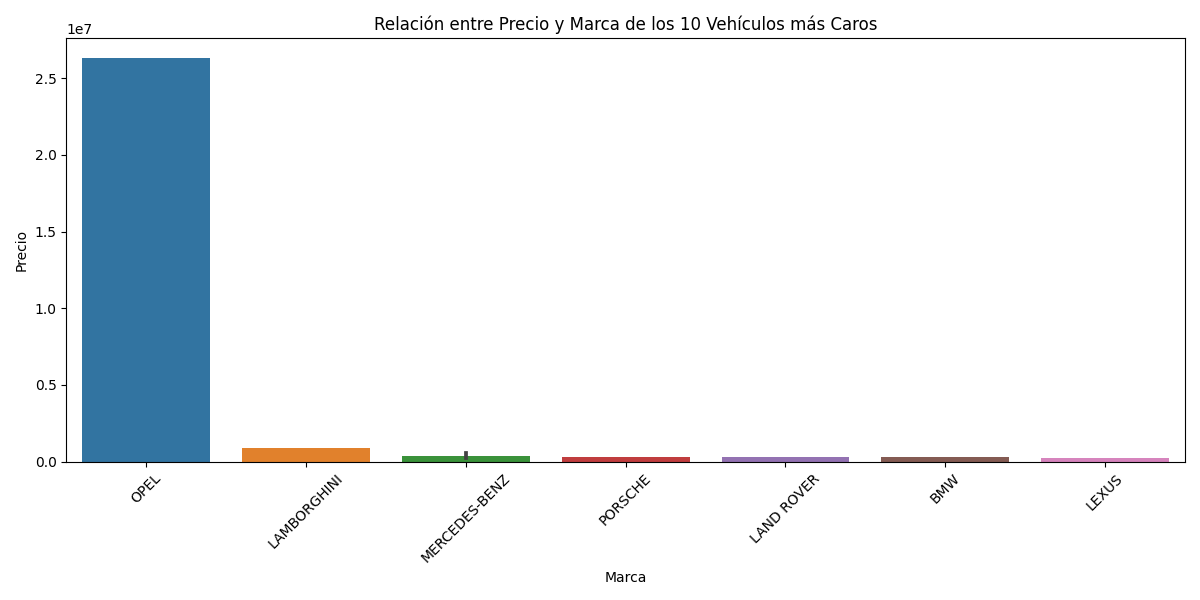 Relación entre Precio y Marca de los 10 Vehículos más Caros
1e7
2.5
2.0
1.5
1.0
0.5
0.0
Precio
OPEL
LAMBORGHINI
MERCEDES-BENZ
PORSCHE
LAND ROVER
BMW
LEXUS
Marca